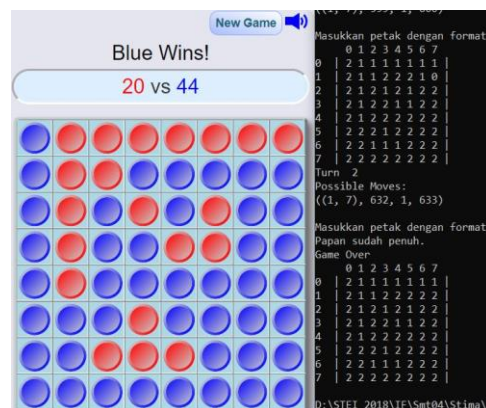 New Game
Blue Wins!
20 vs 44
Masukkan petak dengan format
0 1 2 3 4 5 6 7
0 | 2 1 1 1 1 1 1 1 |
1 | 2 1 1 2 2 2 1 0 |
2 | 2 1 2 1 2 1 2 2 |
3 | 2 1 2 2 1 1 2 2 |
4 | 2 1 2 2 2 2 2 2 |
5 | 2 2 2 1 2 2 2 2 |
6 | 2 2 1 1 1 2 2 2 |
7 | 2 2 2 2 2 2 2 2 |
Turn 2
Possible Moves:
((1, 7), 632, 1, 633)
Masukkan petak dengan format
Papan sudah penuh.
Game Over
0 1 2 3 4 5 6 7
0 | 2 1 1 1 1 1 1 1 |
1 | 2 1 1 2 2 2 2 2 |
2 | 2 1 2 1 2 1 2 2 |
3 | 2 1 2 2 1 1 2 2 |
4 | 2 1 2 2 2 2 2 2 |
5 | 2 2 2 1 2 2 2 2 |
6 | 2 2 1 1 1 2 2 2 |
7 | 2 2 2 2 2 2 2 2 |
D:\STEI 2018\IF\Smt04\Stima\